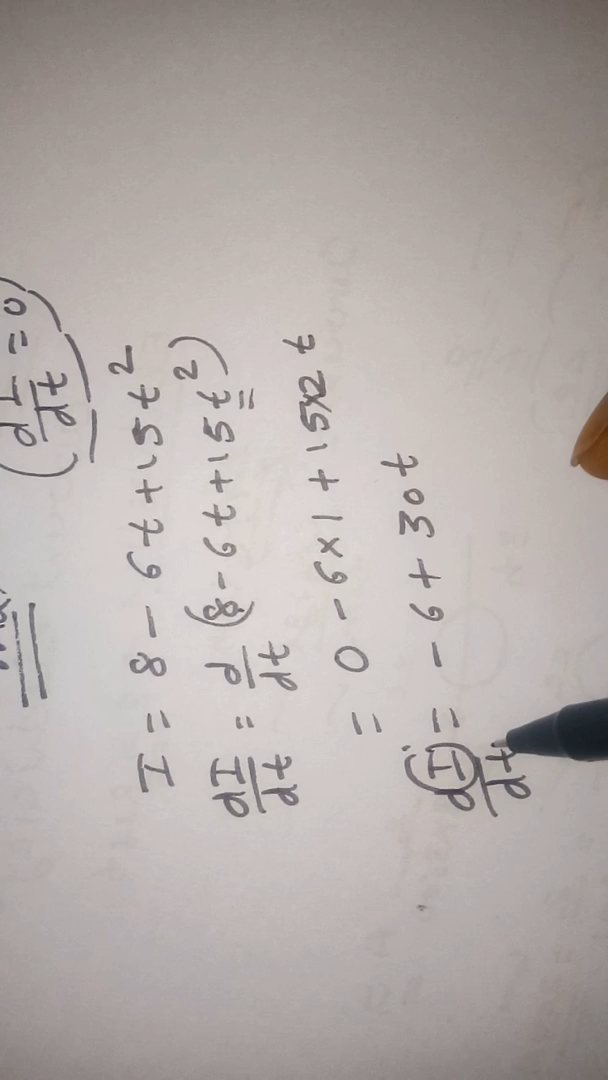 (dI/dt = 0)
I = 8 - 6t + 15t²
dI/dt = d/dt (8 - 6t + 15t²)
= 0 - 6×1 + 15×2 t
dI/dt = - 6 + 30t